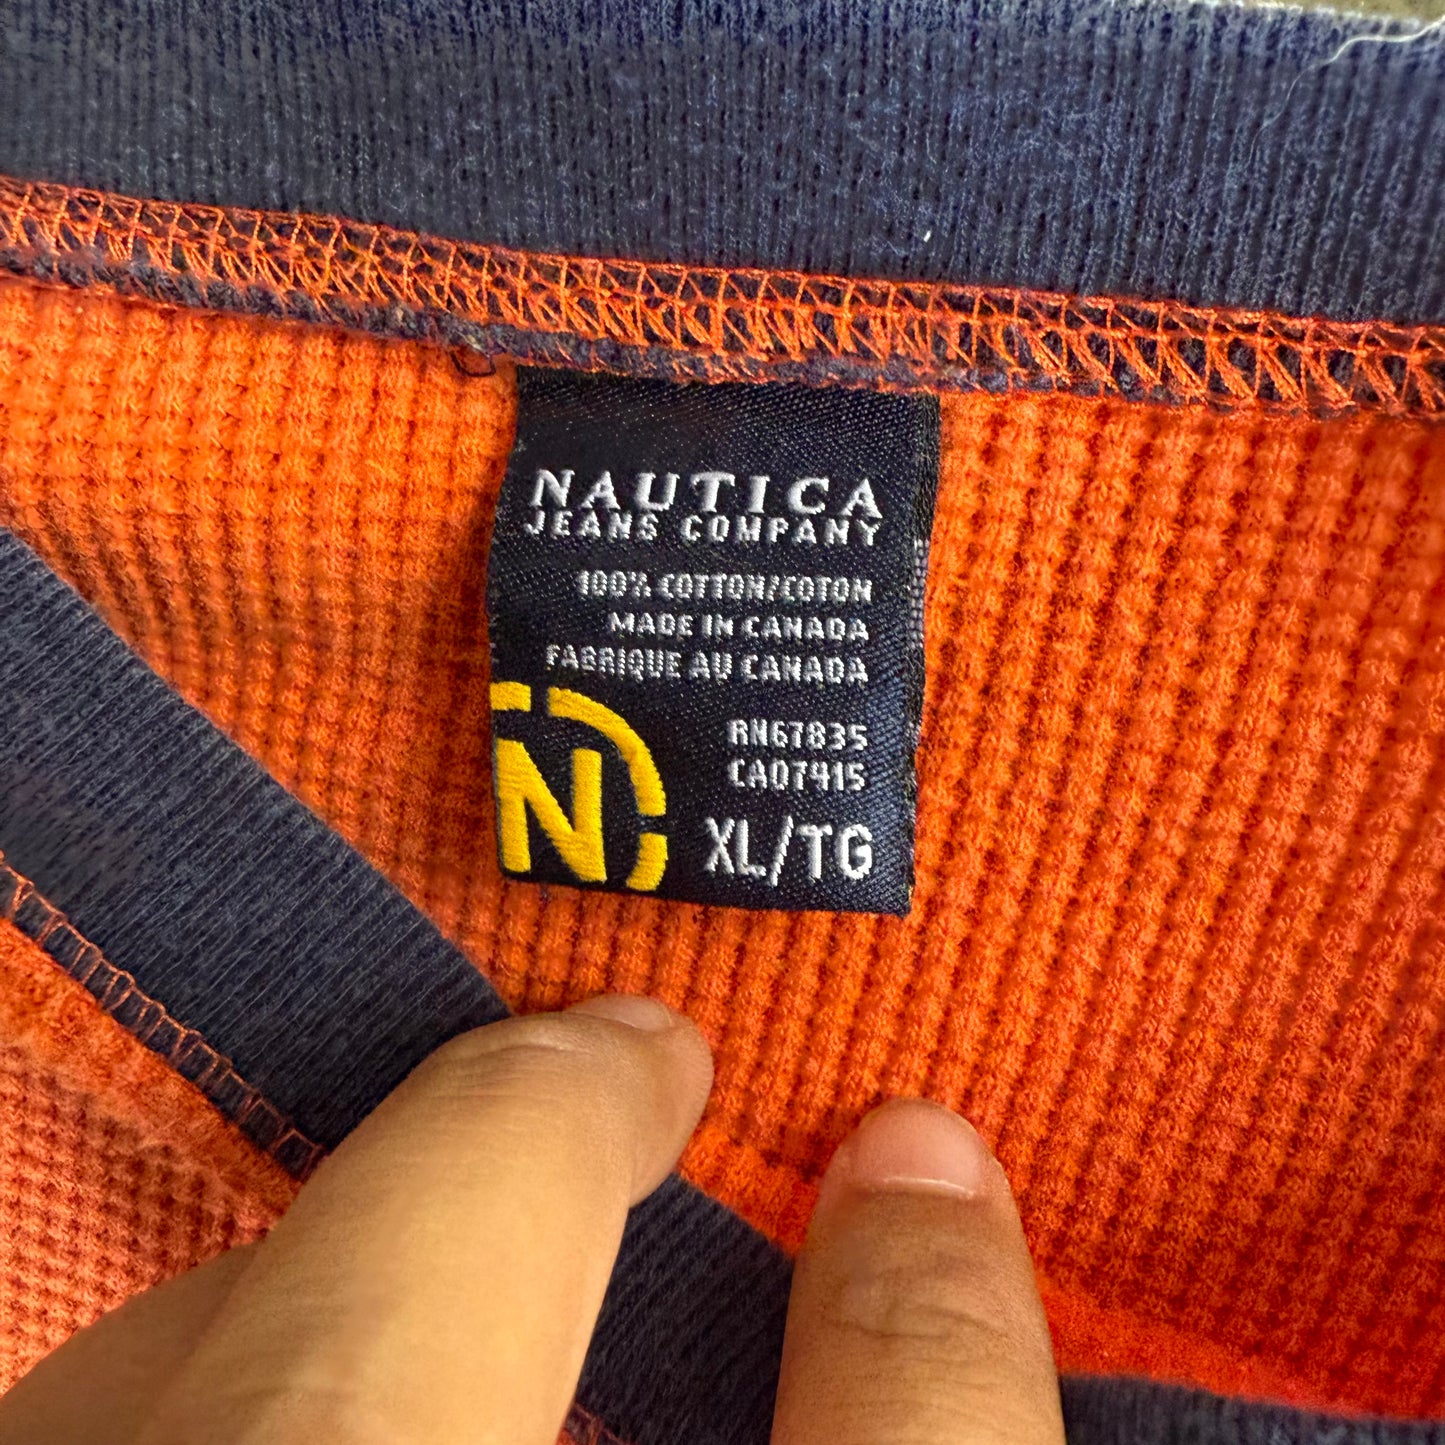 NAUTICA
JEANS COMPANY
100% COTTON/COTON
MADE IN CANADA
FABRIQUE AU CANADA
RN67835
CA07415
N
XL/TG